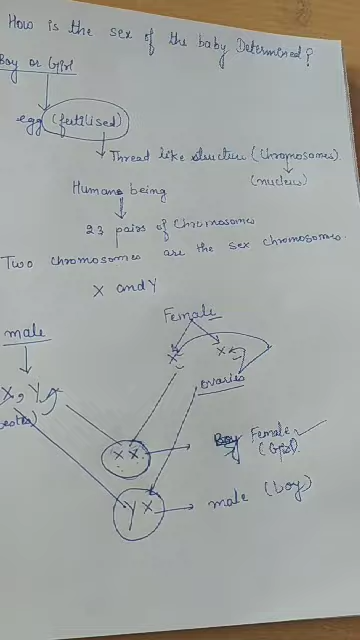 How is the sex of the baby Determined?
Boy or Girl
egg (fertilised)
Thread like structure (Chromosomes)
(nucleus)
Human being
23 pairs of Chromosomes
Two chromosomes are the sex chromosomes.
X and Y
male
Female
X X
X, Y
ovaries
XX
Female
(Girl)
YX
male (boy)